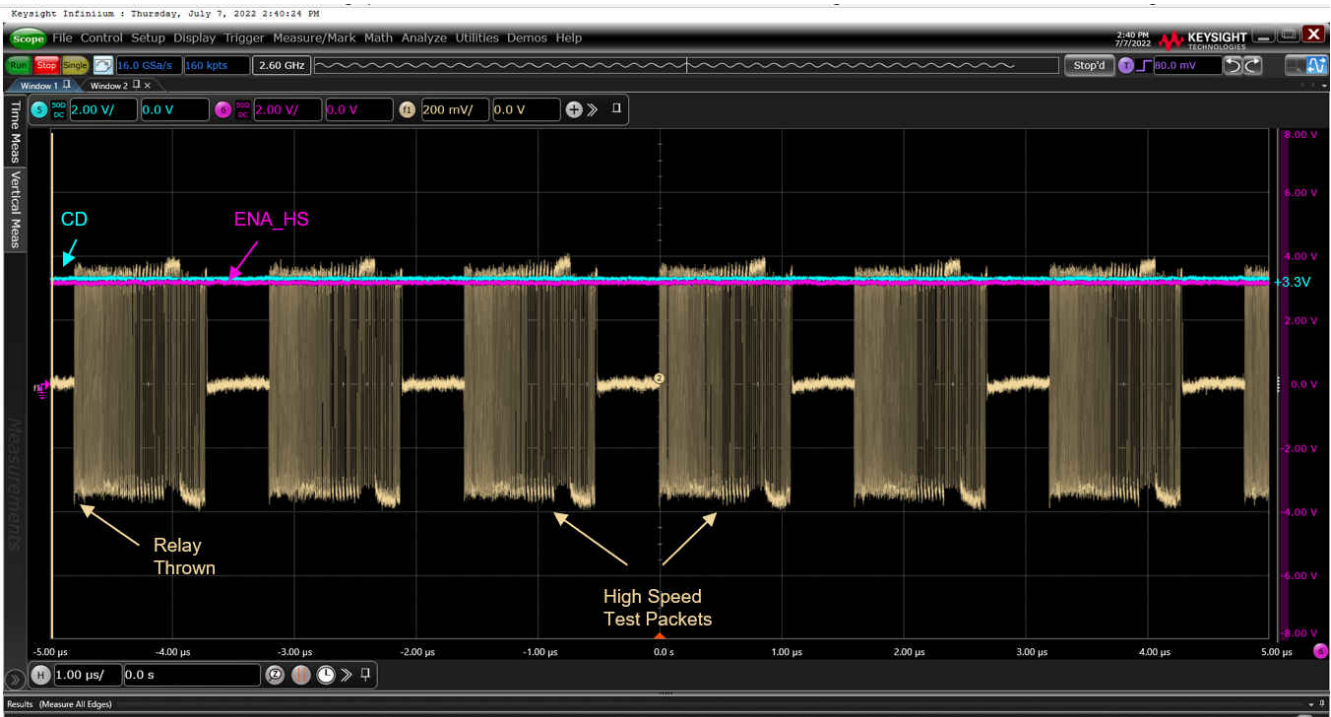 Keysight Infiniium : Thursday, July 7, 2022 2:40:24 PM
Scope File Control Setup Display Trigger Measure/Mark Math Analyze Utilities Demos Help
2:40 PM
7/7/2022
KEYSIGHT
TECHNOLOGIES
Run Stop Single 16.0 GSa/s 160 kpts 2.60 GHz Stop'd T 80.0 mV
Window 1 Window 2
Time Meas
Vertical Meas
Measurements
5 50Ω DC 2.00 V/ 0.0 V 6 50Ω DC 2.00 V/ 0.0 V f1 200 mV/ 0.0 V
8.00 V
6.00 V
CD
ENA_HS
4.00 V
+3.3V
2.00 V
0.0 V
-2.00 V
-4.00 V
Relay
Thrown
-6.00 V
High Speed
Test Packets
-8.00 V
-5.00 µs -4.00 µs -3.00 µs -2.00 µs -1.00 µs 0.0 s 1.00 µs 2.00 µs 3.00 µs 4.00 µs 5.00 µs
H 1.00 µs/ 0.0 s
Results (Measure All Edges)